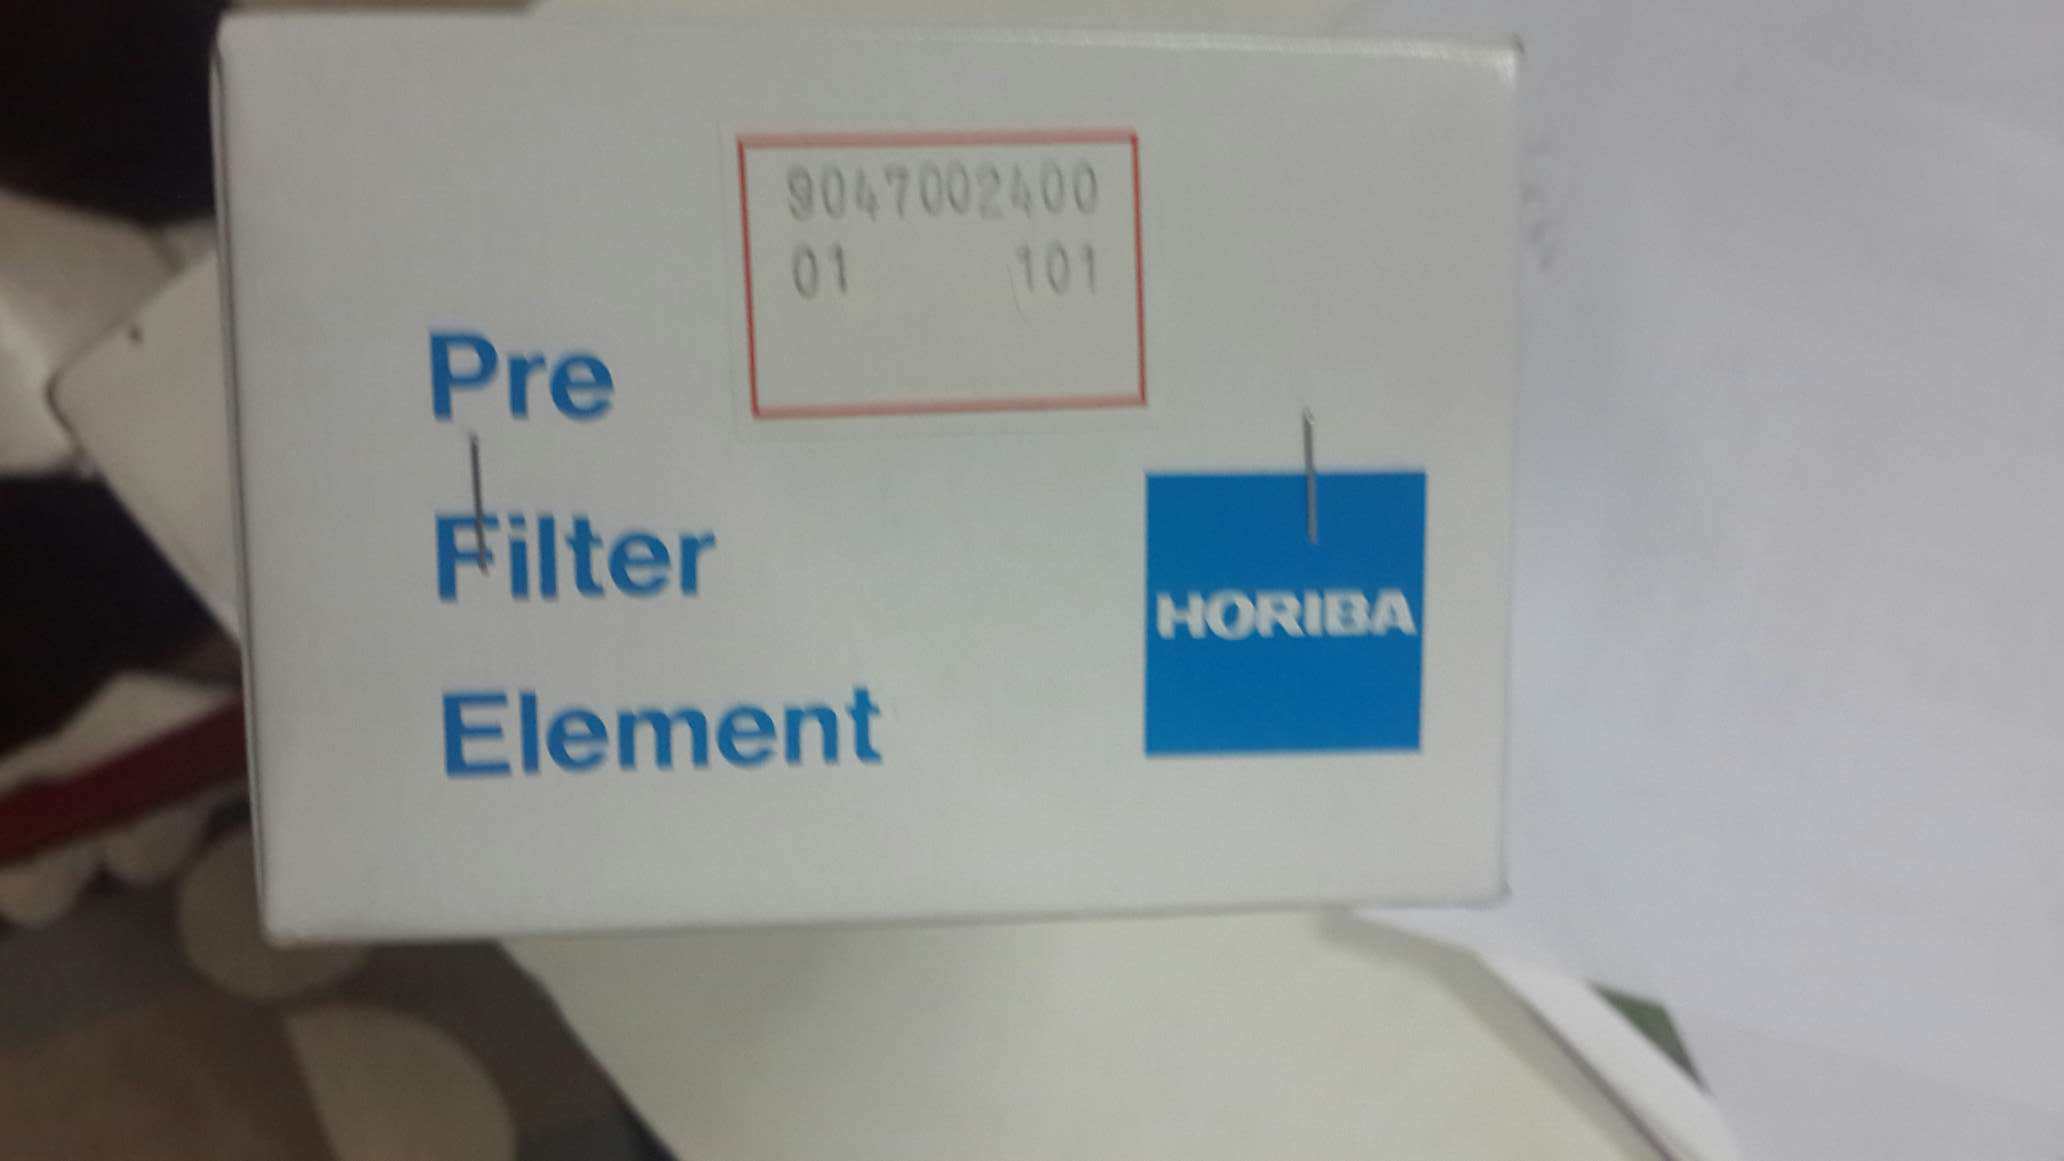 9047002400
01 101
Pre
Filter
Element
HORIBA